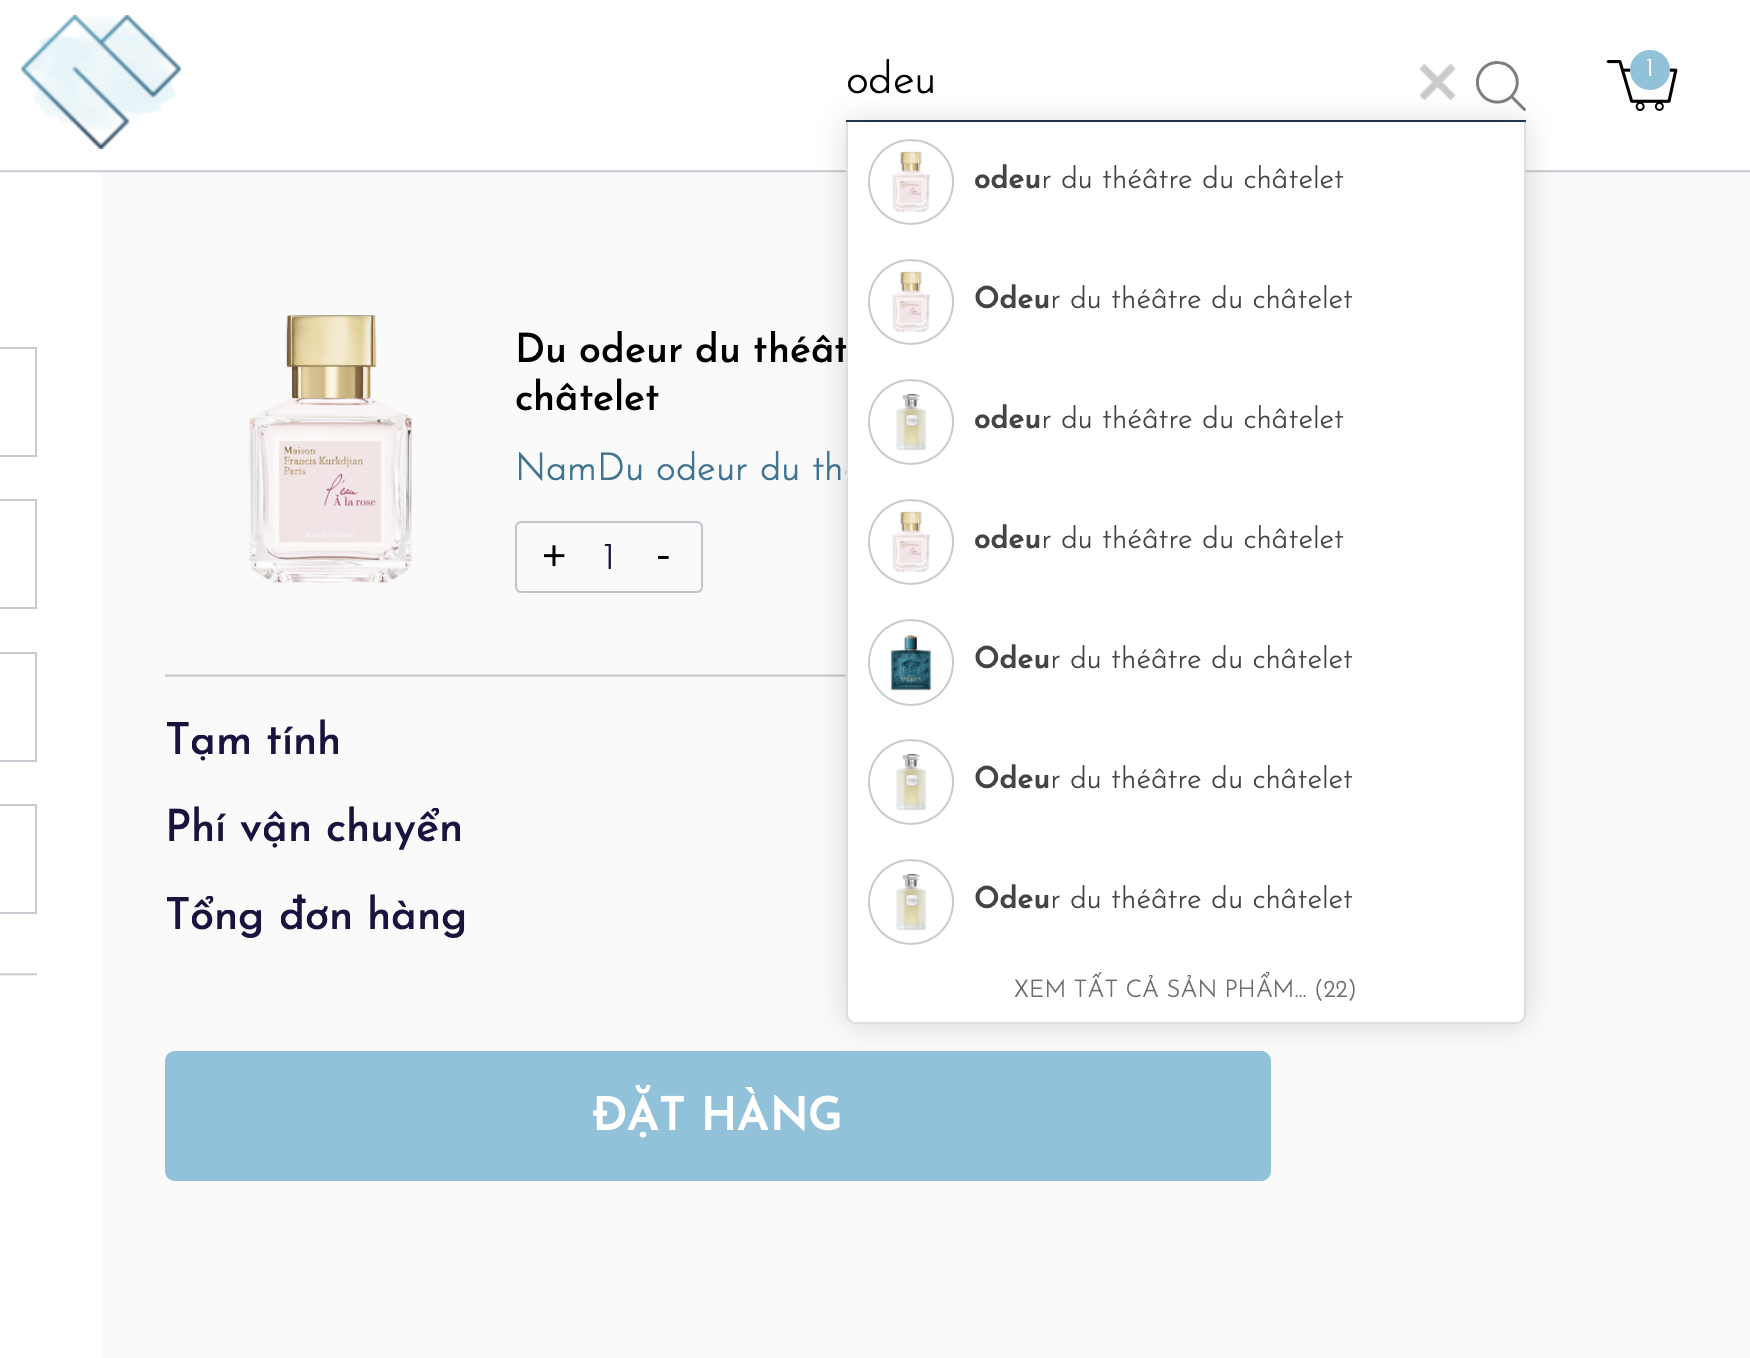 odeu
1
odeur du théâtre du châtelet
Odeur du théâtre du châtelet
odeur du théâtre du châtelet
odeur du théâtre du châtelet
Odeur du théâtre du châtelet
Odeur du théâtre du châtelet
Odeur du théâtre du châtelet
XEM TẤT CẢ SẢN PHẨM... (22)
Maison
Francis Kurkdjian
Paris
l'eau
À la rose
Du odeur du théât
châtelet
NamDu odeur du th
+ 1 -
Tạm tính
Phí vận chuyển
Tổng đơn hàng
ĐẶT HÀNG